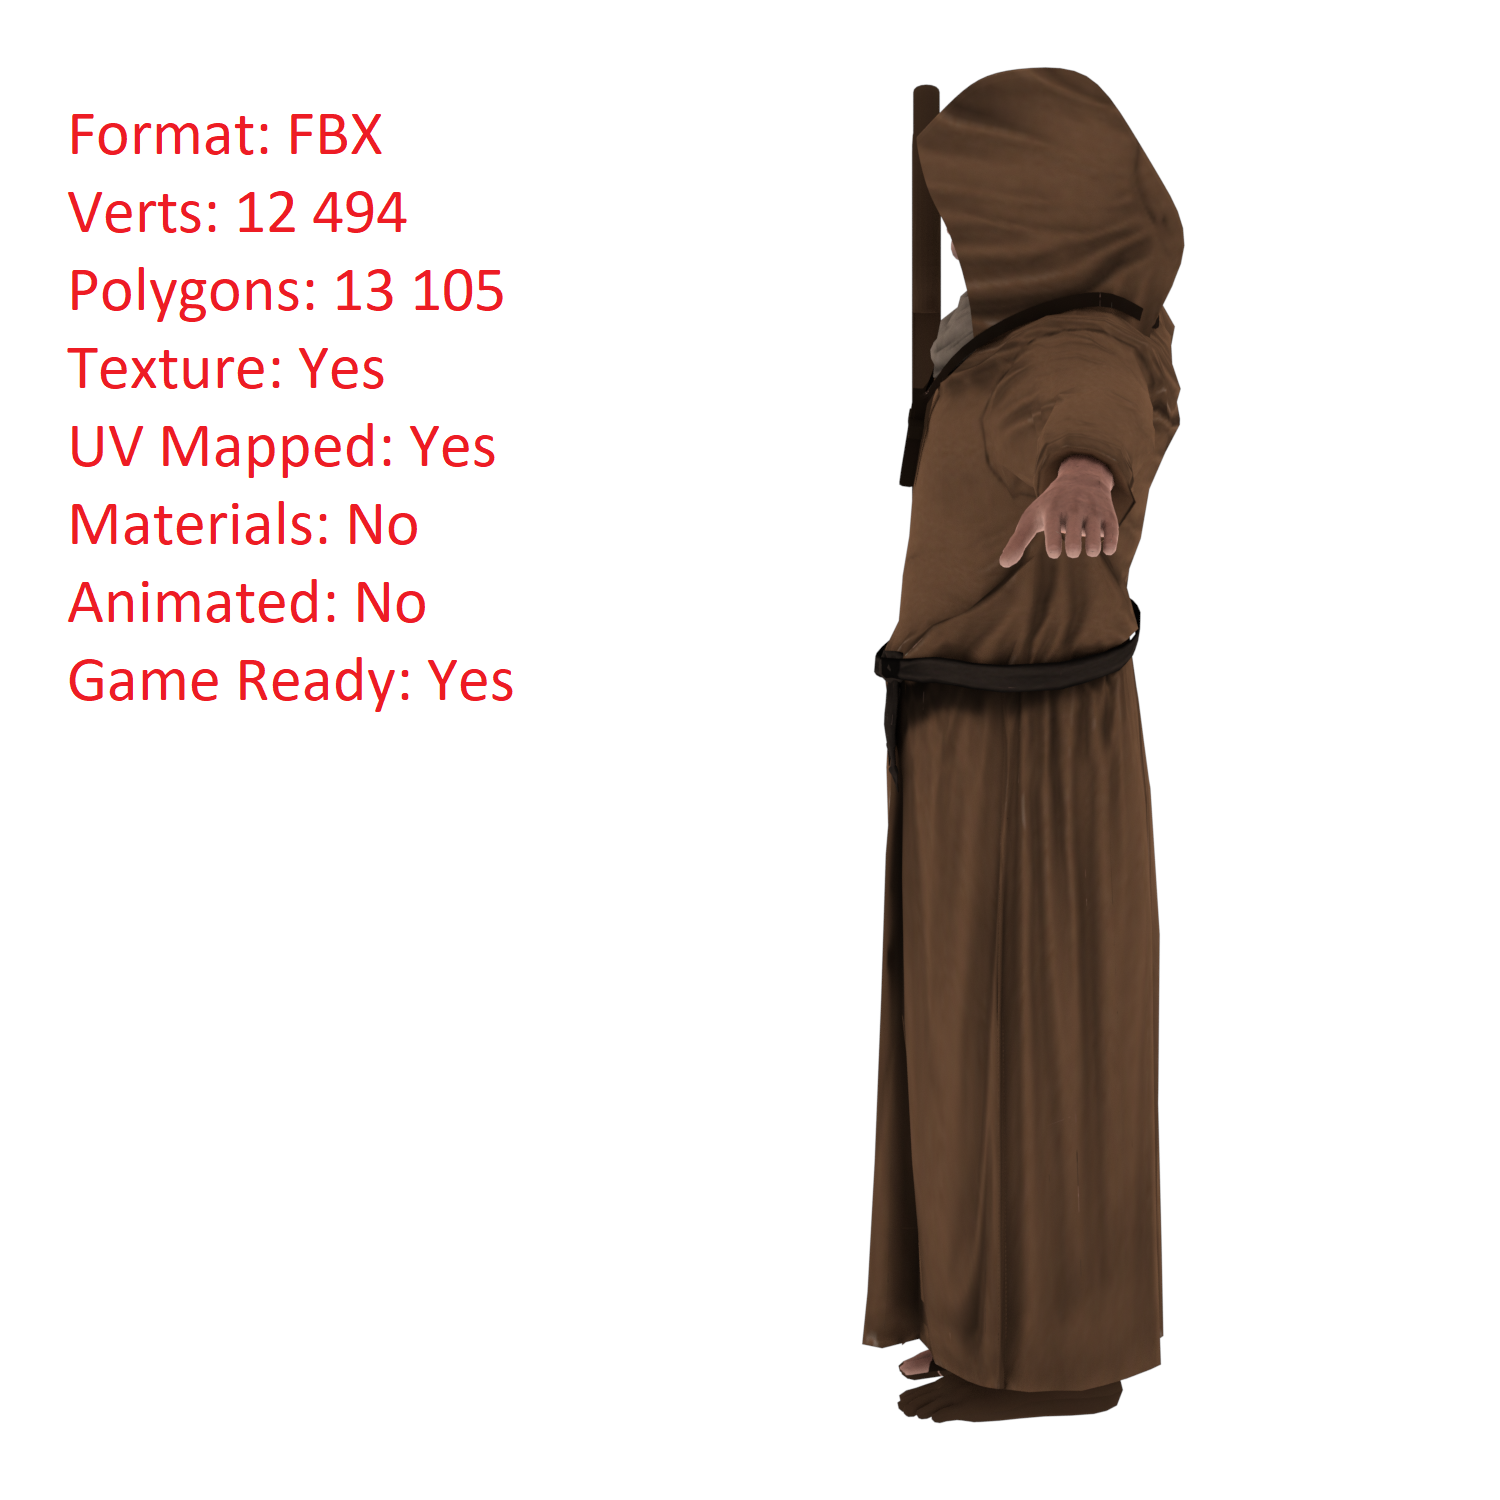 Format: FBX
Verts: 12 494
Polygons: 13 105
Texture: Yes
UV Mapped: Yes
Materials: No
Animated: No
Game Ready: Yes